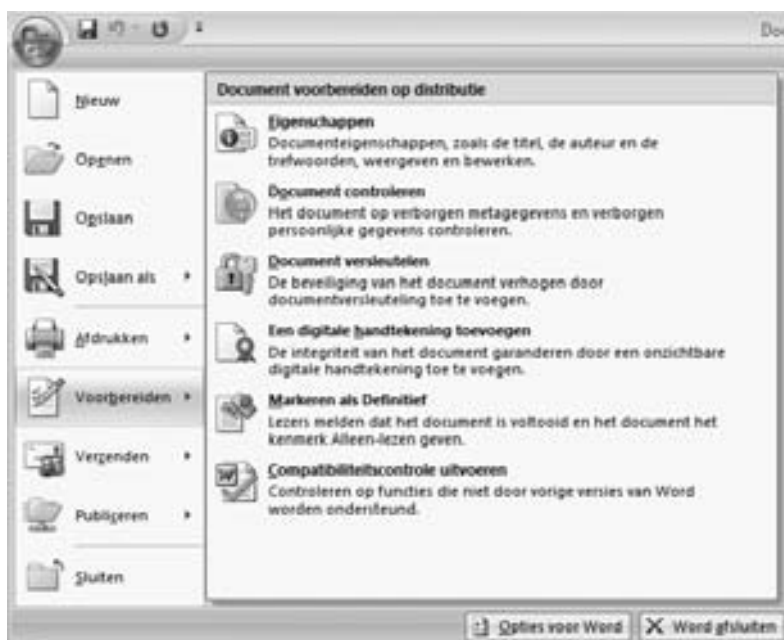 Do
Nieuw
Openen
Opslaan
Opslaan als
Afdrukken
Voorbereiden
Verzenden
Publiceren
Sluiten
Document voorbereiden op distributie
Eigenschappen
Documenteigenschappen, zoals de titel, de auteur en de
trefwoorden, weergeven en bewerken.
Document controleren
Het document op verborgen metagegevens en verborgen
persoonlijke gegevens controleren.
Document versleutelen
De beveiliging van het document verhogen door
documentversleuteling toe te voegen.
Een digitale handtekening toevoegen
De integriteit van het document garanderen door een onzichtbare
digitale handtekening toe te voegen.
Markeren als Definitief
Lezers melden dat het document is voltooid en het document het
kenmerk Alleen-lezen geven.
Compatibiliteitscontrole uitvoeren
Controleren op functies die niet door vorige versies van Word
worden ondersteund.
Opties voor Word
Word afsluiten